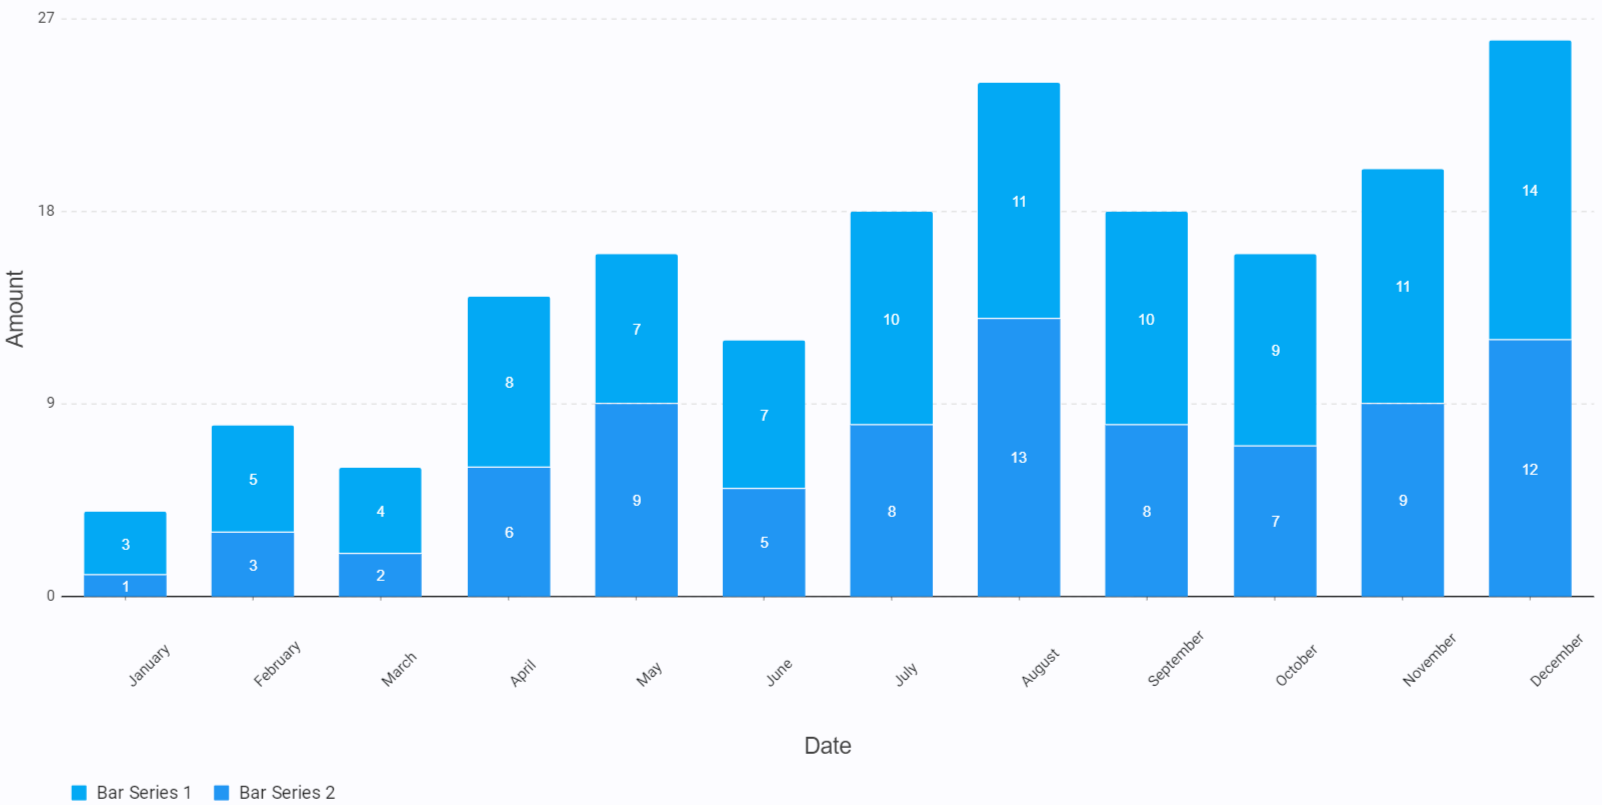 27
18
9
0
Amount
3 5 4 8 7 7 10 11 10 9 11 14
1 3 2 6 9 5 8 13 8 7 9 12
January February March April May June July August September October November December
Date
Bar Series 1 Bar Series 2